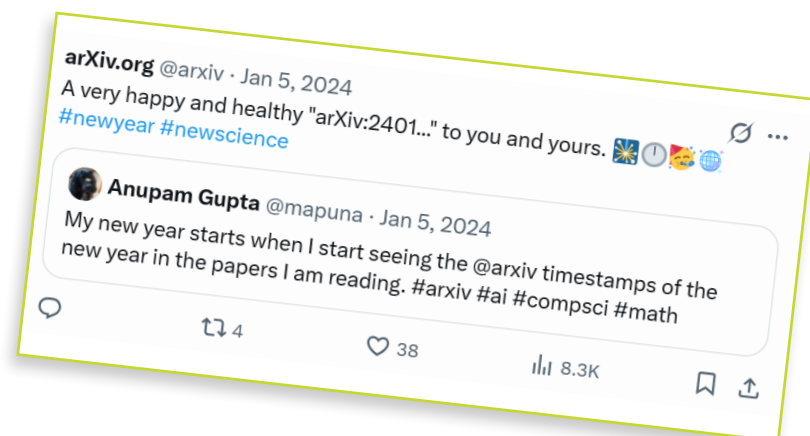 arXiv.org @arxiv · Jan 5, 2024
A very happy and healthy "arXiv:2401..." to you and yours. 🎇🕛🥳🌐
#newyear #newscience
Anupam Gupta @mapuna · Jan 5, 2024
My new year starts when I start seeing the @arxiv timestamps of the
new year in the papers I am reading. #arxiv #ai #compsci #math
4 38 8.3K